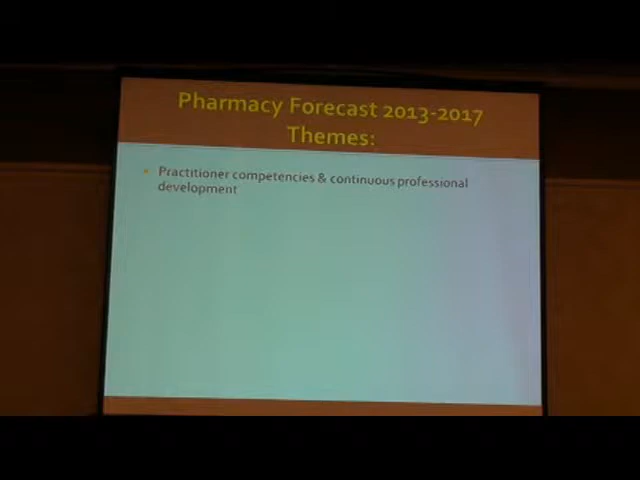 Pharmacy Forecast 2013-2017
Themes:
Practitioner competencies & continuous professional
development